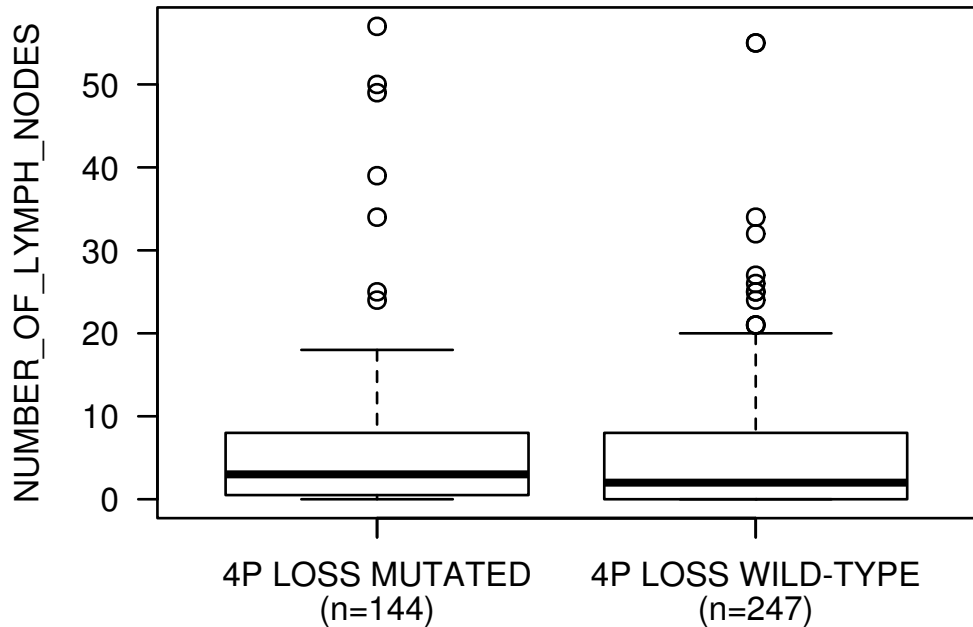 NUMBER_OF_LYMPH_NODES
50
40
30
20
10
0
4P LOSS MUTATED
(n=144)
4P LOSS WILD-TYPE
(n=247)